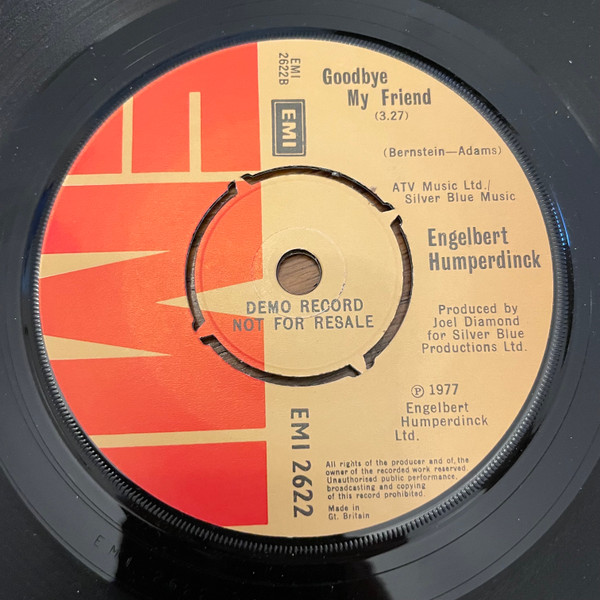 EMI
2622B
EMI
Goodbye
My Friend
(3.27)
(Bernstein—Adams)
ATV Music Ltd./
Silver Blue Music
Engelbert
Humperdinck
DEMO RECORD
NOT FOR RESALE
Produced by
Joel Diamond
for Silver Blue
Productions Ltd.
Ⓟ 1977
Engelbert
Humperdinck
Ltd.
EMI 2622
All rights of the producer and of, the
owner of the recorded work reserved.
Unauthorised public performance,
broadcasting and copying
of this record prohibited.
Made in
Gt. Britain
EMI